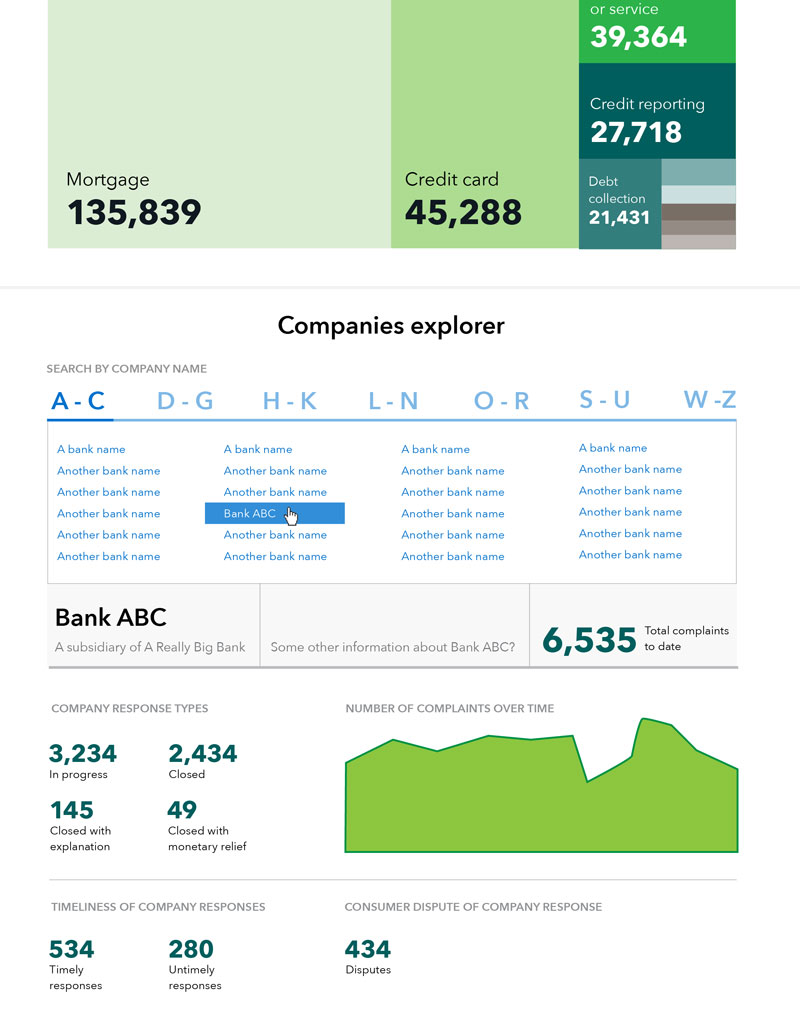 or service
39,364
Credit reporting
27,718
Mortgage
135,839
Credit card
45,288
Debt
collection
21,431
Companies explorer
SEARCH BY COMPANY NAME
A - C D - G H - K L - N O - R S - U W -Z
A bank name A bank name A bank name A bank name
Another bank name Another bank name Another bank name Another bank name
Another bank name Another bank name Another bank name Another bank name
Another bank name Bank ABC Another bank name Another bank name
Another bank name Another bank name Another bank name Another bank name
Another bank name Another bank name Another bank name Another bank name
Bank ABC
A subsidiary of A Really Big Bank
Some other information about Bank ABC?
6,535
Total complaints
to date
COMPANY RESPONSE TYPES
3,234
In progress
2,434
Closed
145
Closed with
explanation
49
Closed with
monetary relief
NUMBER OF COMPLAINTS OVER TIME
TIMELINESS OF COMPANY RESPONSES
534
Timely
responses
280
Untimely
responses
CONSUMER DISPUTE OF COMPANY RESPONSE
434
Disputes